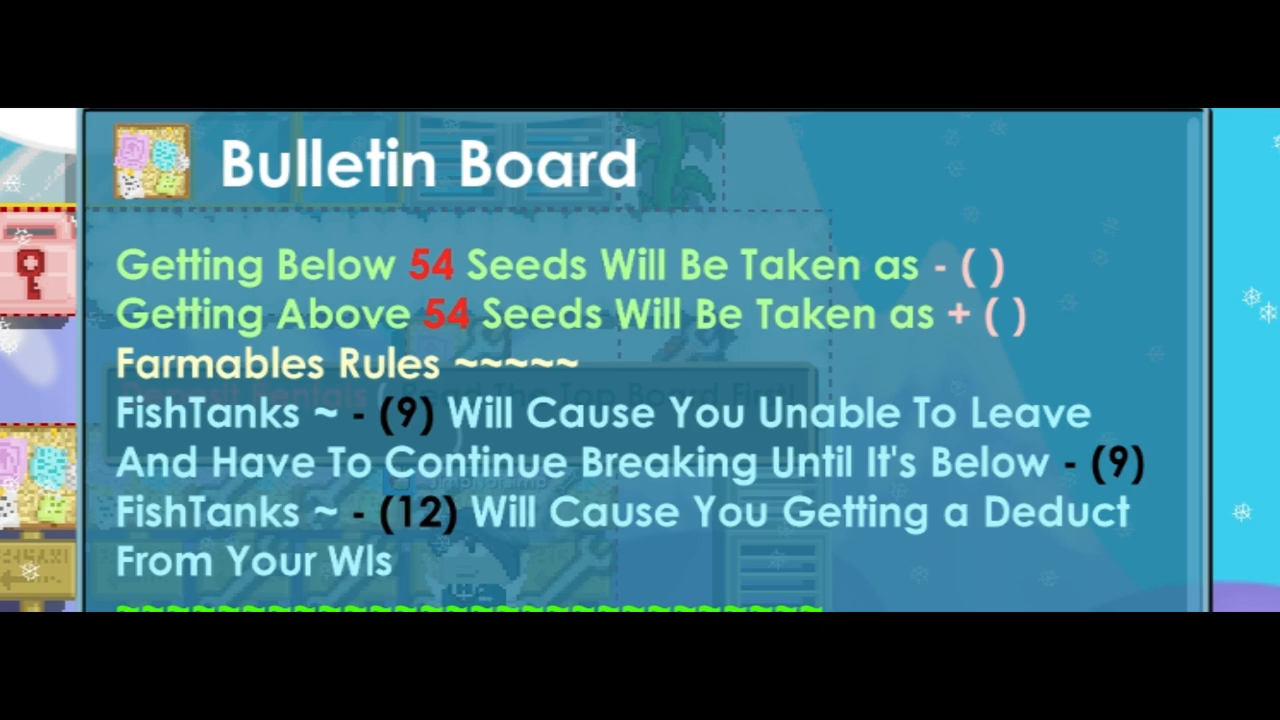 Bulletin Board
Getting Below 54 Seeds Will Be Taken as - ( )
Getting Above 54 Seeds Will Be Taken as + ( )
Farmables Rules ~~~~~
FishTanks ~ - (9) Will Cause You Unable To Leave
And Have To Continue Breaking Until It's Below - (9)
FishTanks ~ - (12) Will Cause You Getting a Deduct
From Your Wls
~~~~~~~~~~~~~~~~~~~~~~~~~~~~